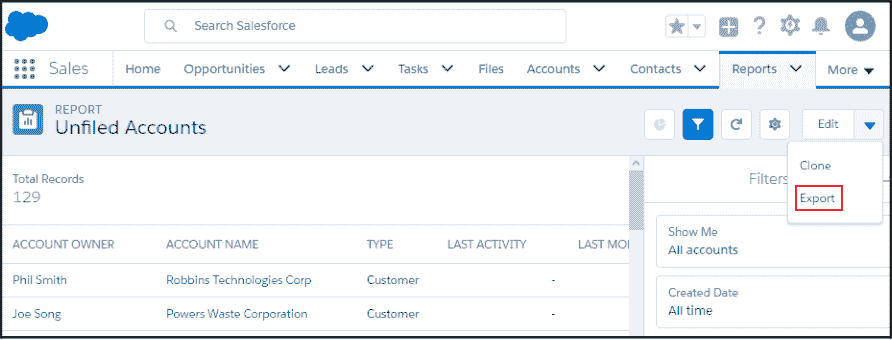 Search Salesforce
Sales Home Opportunities Leads Tasks Files Accounts Contacts Reports More
REPORT
Unfiled Accounts
Edit
Clone
Export
Total Records
129
Filters
ACCOUNT OWNER ACCOUNT NAME TYPE LAST ACTIVITY LAST MO
Phil Smith Robbins Technologies Corp Customer -
Joe Song Powers Waste Corporation Customer -
Show Me
All accounts
Created Date
All time